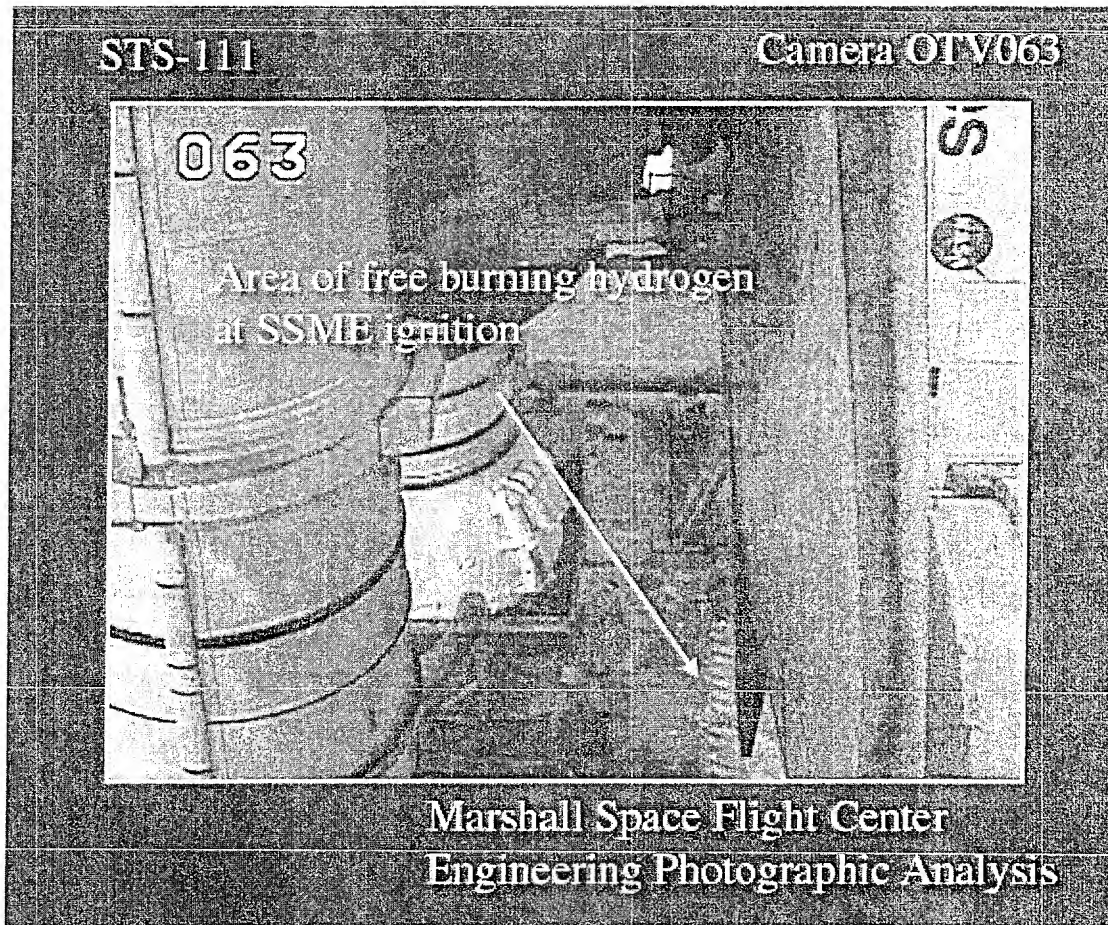 STS-111
Camera OTV063
063
Area of free burning hydrogen
at SSME ignition
Marshall Space Flight Center
Engineering Photographic Analysis